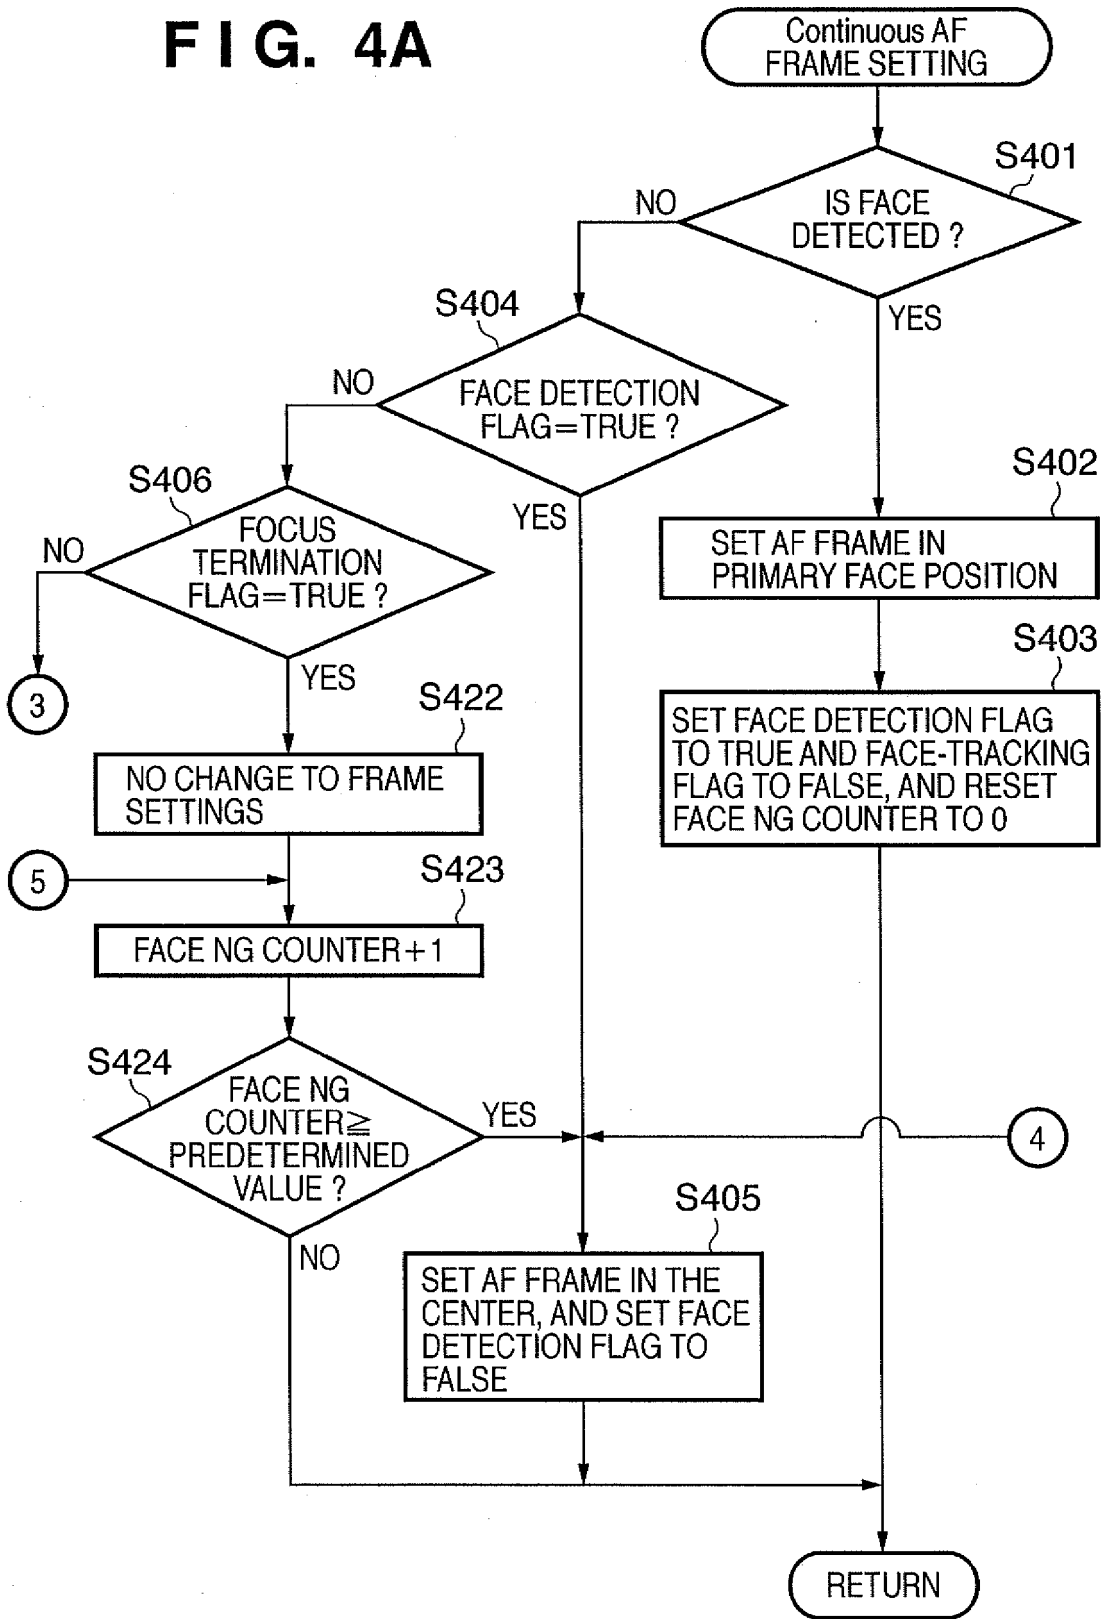 FIG. 4A
Continuous AF
FRAME SETTING
S401
IS FACE
DETECTED ?
NO
YES
S404
FACE DETECTION
FLAG=TRUE ?
NO
YES
S402
SET AF FRAME IN
PRIMARY FACE POSITION
S406
FOCUS
TERMINATION
FLAG=TRUE ?
NO
YES
3
S403
SET FACE DETECTION FLAG
TO TRUE AND FACE-TRACKING
FLAG TO FALSE, AND RESET
FACE NG COUNTER TO 0
S422
NO CHANGE TO FRAME
SETTINGS
5
S423
FACE NG COUNTER+1
S424
FACE NG
COUNTER≧
PREDETERMINED
VALUE ?
YES
NO
4
S405
SET AF FRAME IN THE
CENTER, AND SET FACE
DETECTION FLAG TO
FALSE
RETURN